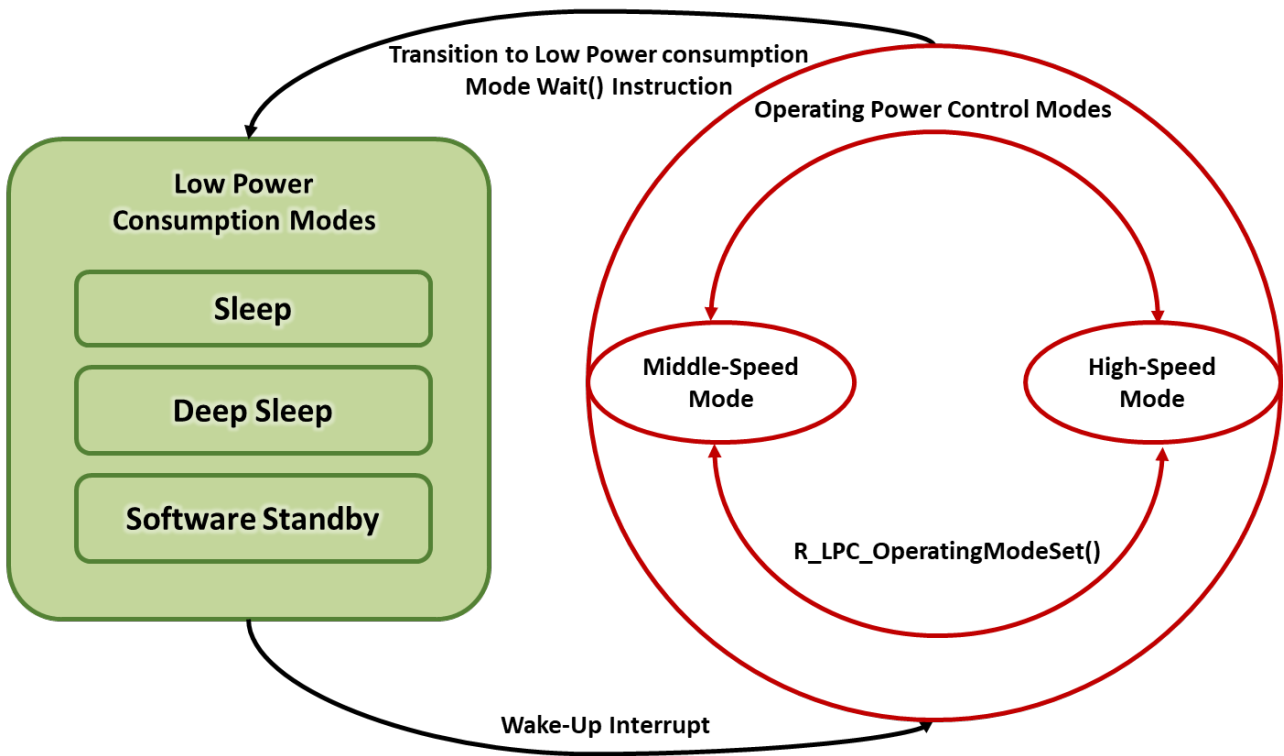 Transition to Low Power consumption
Mode Wait() Instruction
Operating Power Control Modes
Low Power
Consumption Modes
Sleep
Deep Sleep
Software Standby
Middle-Speed
Mode
High-Speed
Mode
R_LPC_OperatingModeSet()
Wake-Up Interrupt